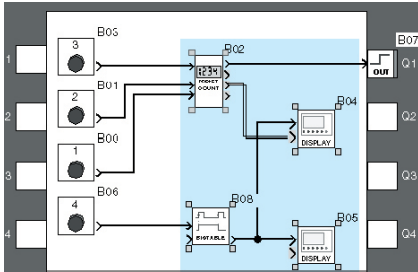 B03
3
B02
B07
1
1234
PRESET
COUNT
OUT
Q1
B01
2
B04
2
Q2
B00
1
DISPLAY
3
Q3
B06
4
B08
B05
4
BISTABLE
DISPLAY
Q4